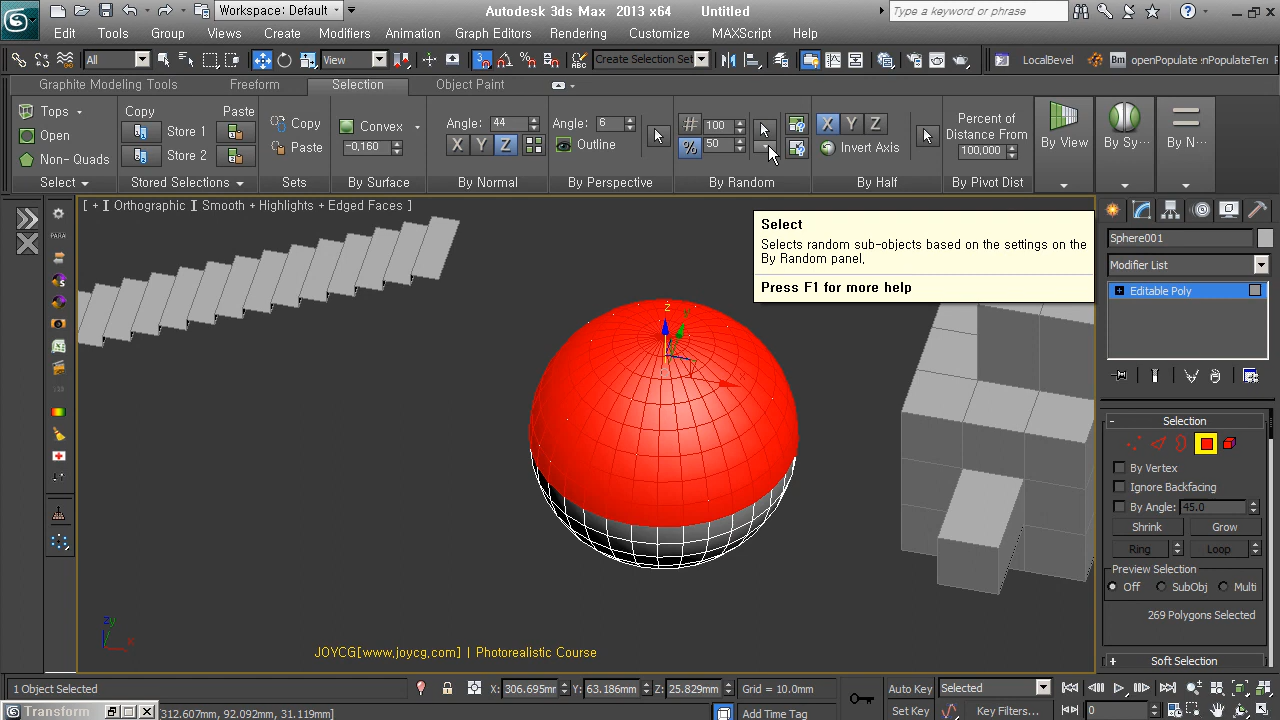 Workspace: Default
Autodesk 3ds Max 2013 x64 Untitled
Type a keyword or phrase
Edit Tools Group Views Create Modifiers Animation Graph Editors Rendering Customize MAXScript Help
All
View
Create Selection Set
LocalBevel
Bm openPopulate
Graphite Modeling Tools Freeform Selection Object Paint
Tops
Open
Non- Quads
Select
Copy Paste
Store 1
Store 2
Stored Selections
Copy
Paste
Sets
Convex
-0,160
By Surface
Angle: 44
X Y Z
By Normal
Angle: 6
Outline
By Perspective
# 100
% 50
By Random
X Y Z
Invert Axis
By Half
Percent of
Distance From
100,000
By Pivot Dist
By View
By Sy...
By N...
[ + ] Orthographic ] Smooth + Highlights + Edged Faces ]
PARA
Select
Selects random sub-objects based on the settings on the
By Random panel,
Press F1 for more help
Sphere001
Modifier List
Editable Poly
Selection
By Vertex
Ignore Backfacing
By Angle: 45.0
Shrink Grow
Ring Loop
Preview Selection
Off SubObj Multi
269 Polygons Selected
Soft Selection
z
zy
x
JOYCG[www.joycg.com] | Photorealistic Course
1 Object Selected
X: 306.695mm Y: 63.186mm Z: 25.829mm
Grid = 10.0mm
Auto Key
Selected
Transform
312.607mm, 92.092mm, 31.119mm]
Add Time Tag
Set Key
Key Filters...
0